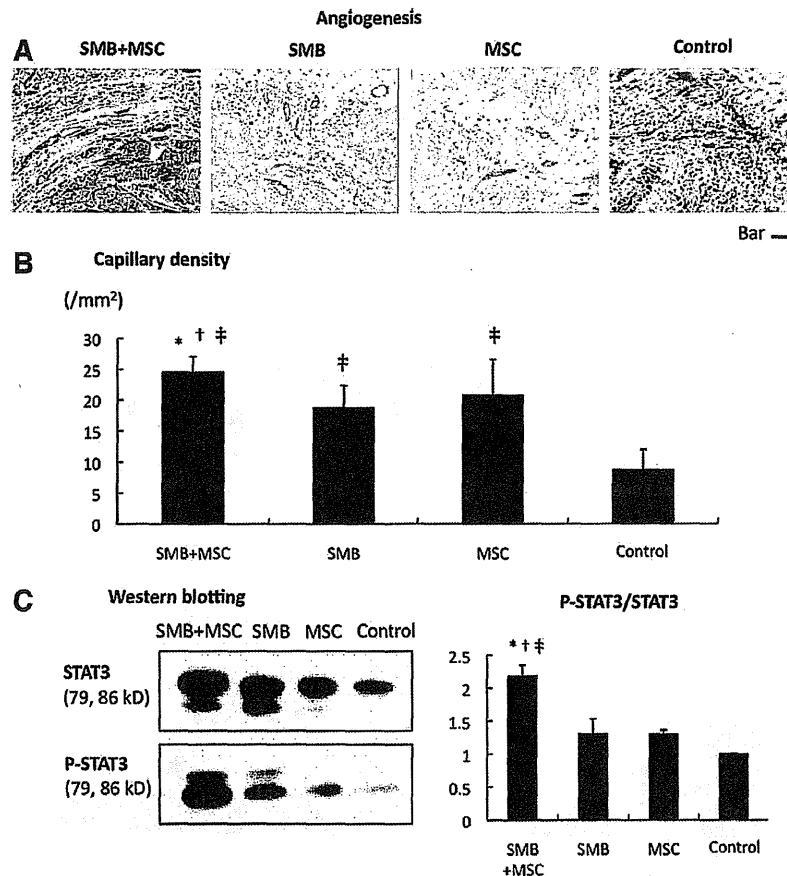 Angiogenesis
A SMB+MSC SMB MSC Control
Bar
B Capillary density
(/mm²)
30
25
20
15
10
5
0
* † ‡
‡
‡
SMB+MSC SMB MSC Control
C Western blotting
SMB+MSC SMB MSC Control
STAT3
(79, 86 kD)
P-STAT3
(79, 86 kD)
P-STAT3/STAT3
* † ‡
2.5
2
1.5
1
0.5
0
SMB SMB MSC Control
+MSC